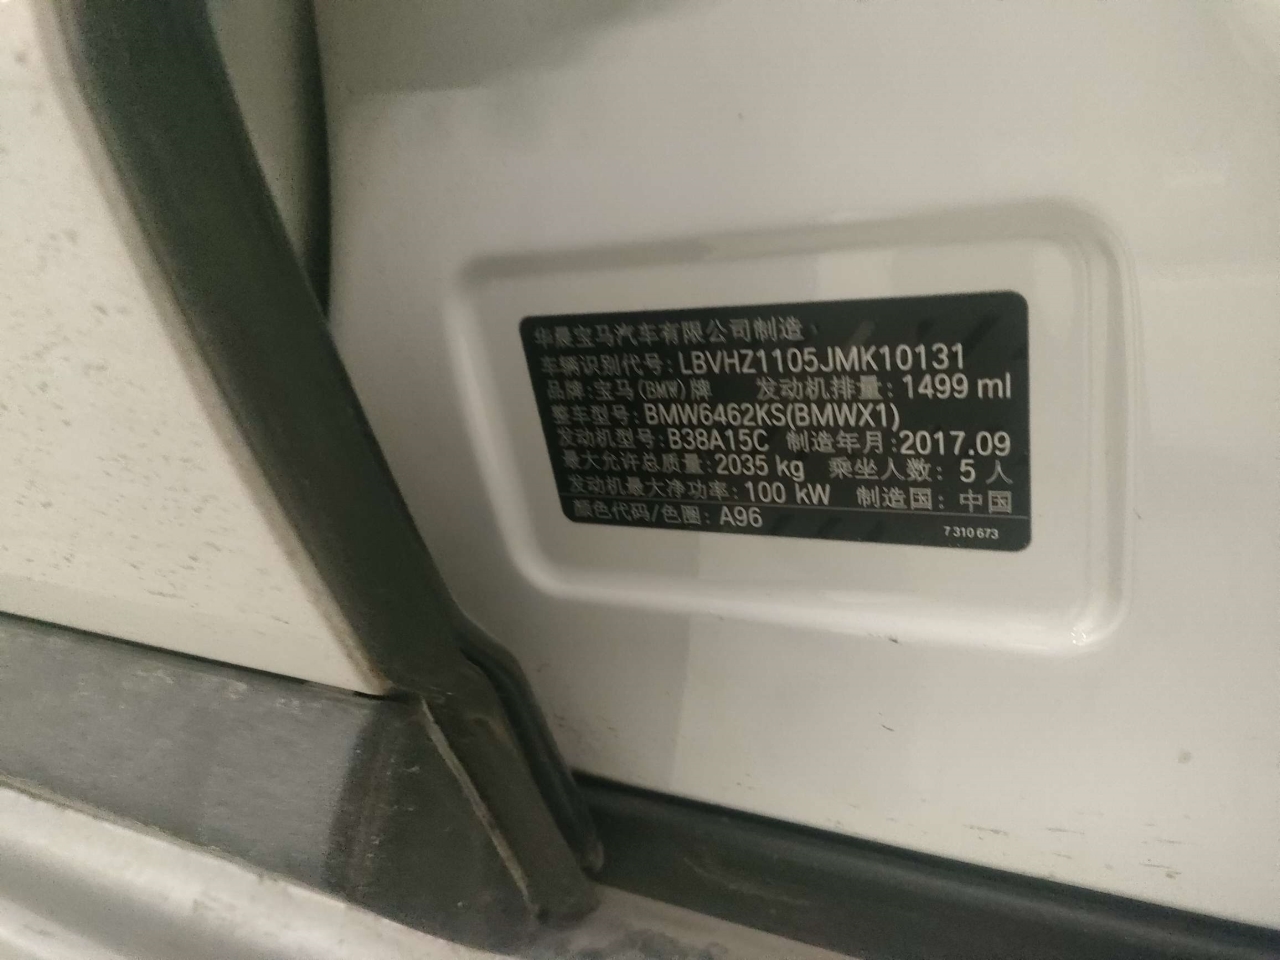 华晨宝马汽车有限公司制造
车辆识别代号: LBVHZ1105JMK10131
品牌: 宝马(BMW)牌 发动机排量: 1499 ml
整车型号: BMW6462KS(BMWX1)
发动机型号: B38A15C 制造年月: 2017.09
最大允许总质量: 2035 kg 乘坐人数: 5 人
发动机最大净功率: 100 kW 制造国: 中国
颜色代码/色圈: A96
7 310 673